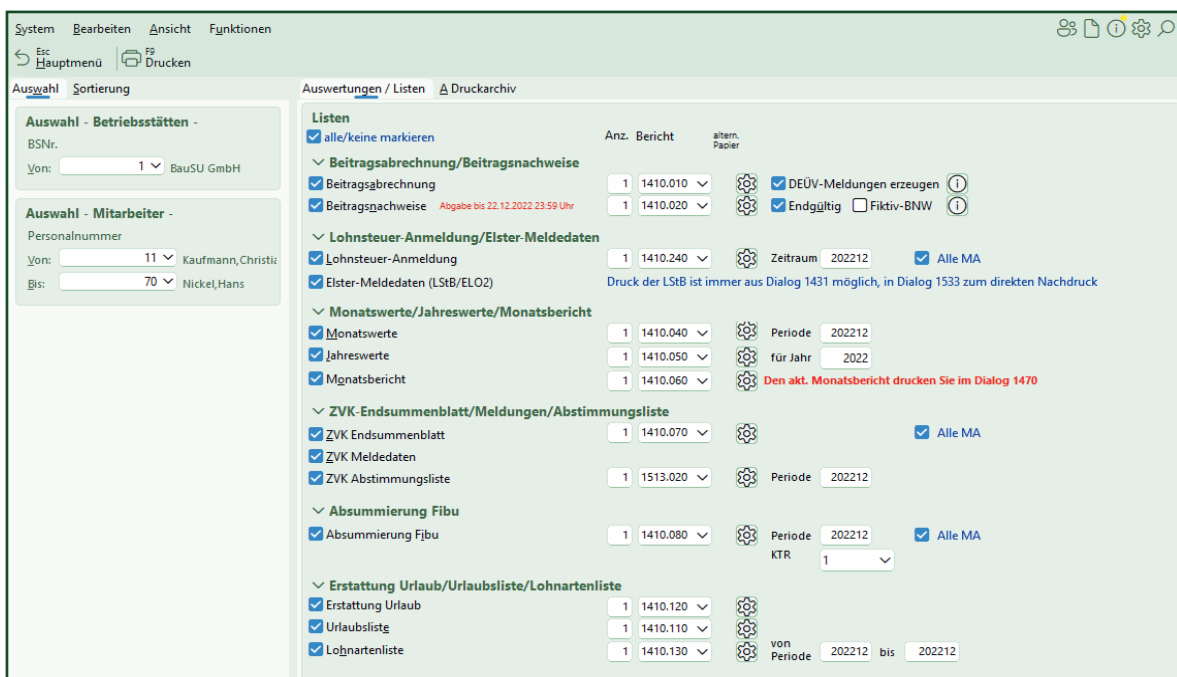 System Bearbeiten Ansicht Funktionen
Esc Hauptmenü F9 Drucken
Auswahl Sortierung
Auswahl - Betriebsstätten -
BSNr.
Von: 1 BauSU GmbH
Auswahl - Mitarbeiter -
Personalnummer
Von: 11 Kaufmann,Christia
Bis: 70 Nickel,Hans
Auswertungen / Listen A Druckarchiv
Listen
alle/keine markieren Anz. Bericht altern. Papier
Beitragsabrechnung/Beitragsnachweise
Beitragsabrechnung 1 1410.010 DEÜV-Meldungen erzeugen
Beitragsnachweise Abgabe bis 22.12.2022 23:59 Uhr 1 1410.020 Endgültig Fiktiv-BNW
Lohnsteuer-Anmeldung/Elster-Meldedaten
Lohnsteuer-Anmeldung 1 1410.240 Zeitraum 202212 Alle MA
Elster-Meldedaten (LStB/ELO2) Druck der LStB ist immer aus Dialog 1431 möglich, in Dialog 1533 zum direkten Nachdruck
Monatswerte/Jahreswerte/Monatsbericht
Monatswerte 1 1410.040 Periode 202212
Jahreswerte 1 1410.050 für Jahr 2022
Monatsbericht 1 1410.060 Den akt. Monatsbericht drucken Sie im Dialog 1470
ZVK-Endsummenblatt/Meldungen/Abstimmungsliste
ZVK Endsummenblatt 1 1410.070 Alle MA
ZVK Meldedaten
ZVK Abstimmungsliste 1 1513.020 Periode 202212
Absummierung Fibu
Absummierung Fibu 1 1410.080 Periode 202212 Alle MA
KTR 1
Erstattung Urlaub/Urlaubsliste/Lohnartenliste
Erstattung Urlaub 1 1410.120
Urlaubsliste 1 1410.110
Lohnartenliste 1 1410.130 von Periode 202212 bis 202212